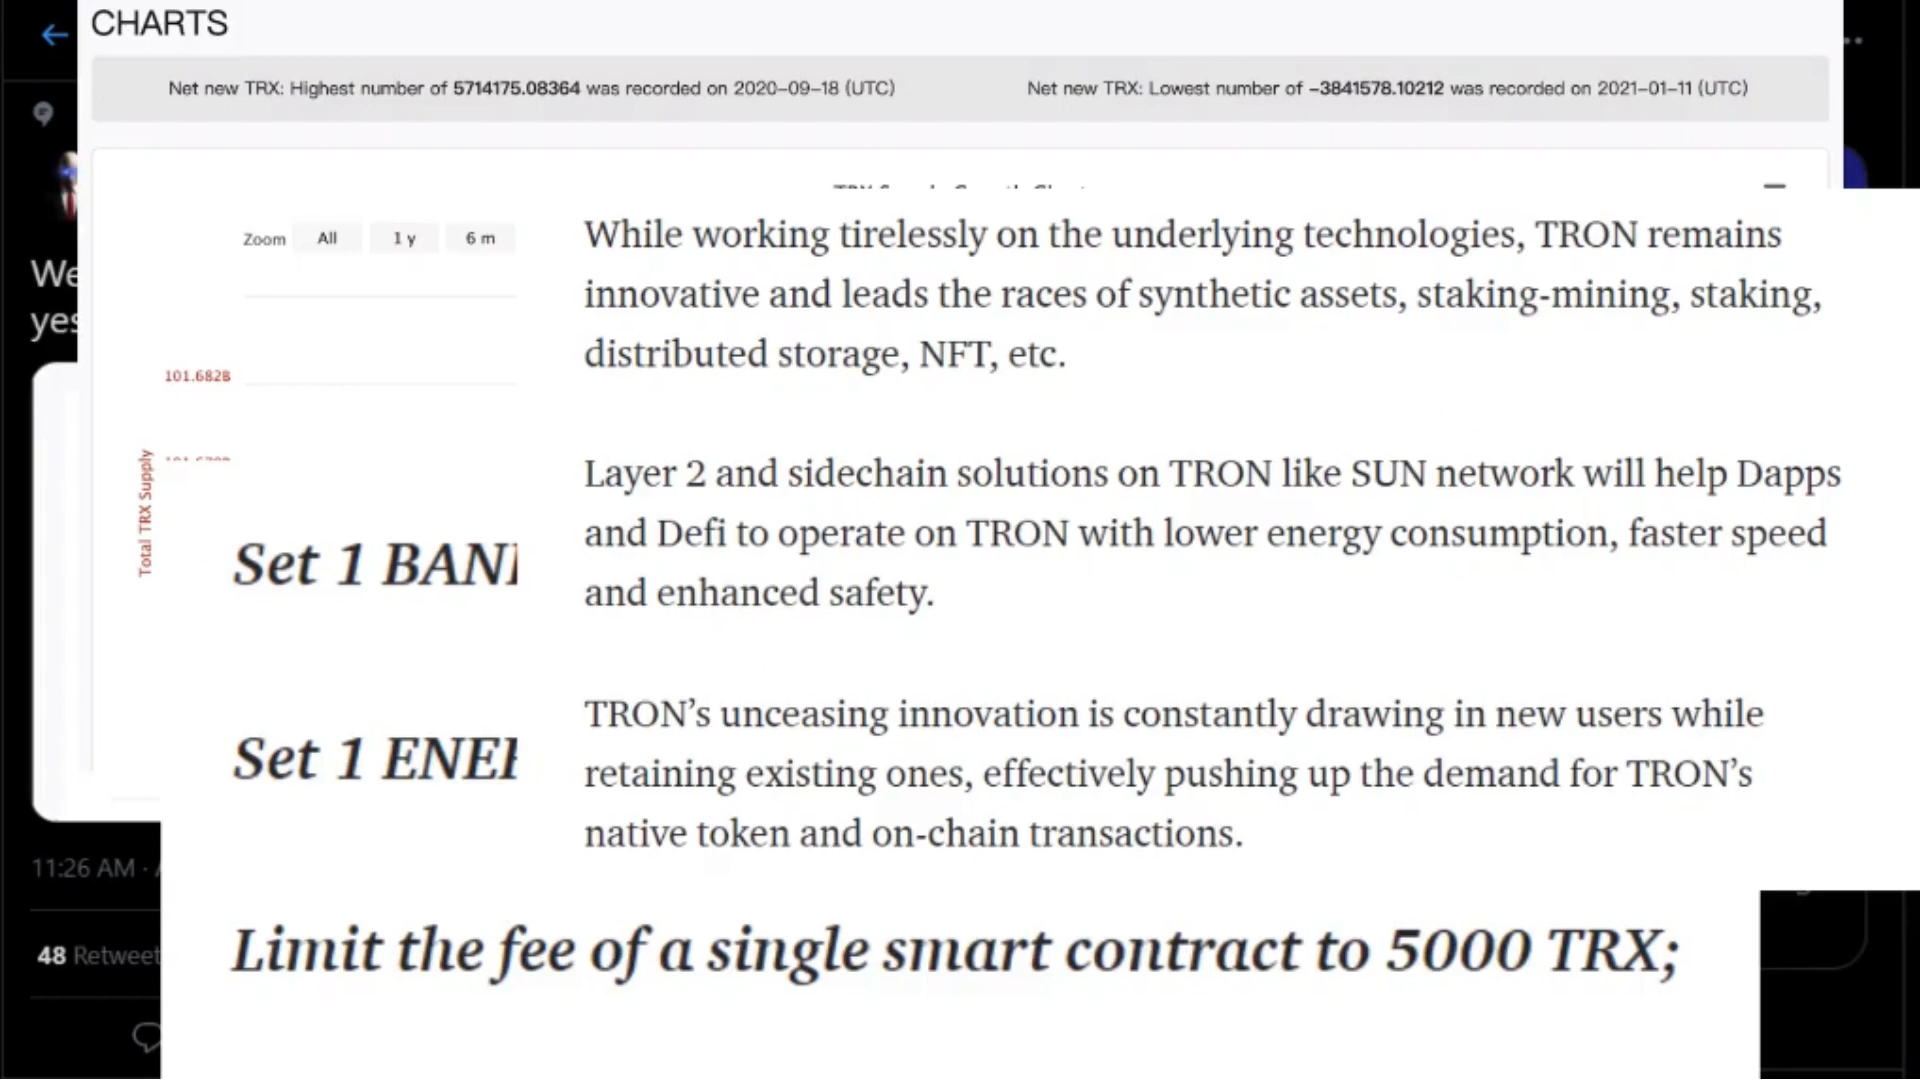 CHARTS
Net new TRX: Highest number of 5714175.08364 was recorded on 2020-09-18 (UTC)
Net new TRX: Lowest number of -3841578.10212 was recorded on 2021-01-11 (UTC)
Zoom All 1 y 6 m
101.682B
Total TRX Supply
While working tirelessly on the underlying technologies, TRON remains
innovative and leads the races of synthetic assets, staking-mining, staking,
distributed storage, NFT, etc.
Layer 2 and sidechain solutions on TRON like SUN network will help Dapps
and Defi to operate on TRON with lower energy consumption, faster speed
and enhanced safety.
TRON’s unceasing innovation is constantly drawing in new users while
retaining existing ones, effectively pushing up the demand for TRON’s
native token and on-chain transactions.
Set 1
Set 1
Limit the fee of a single smart contract to 5000 TRX;
We
yes
11:26 AM ·
48 Retweet